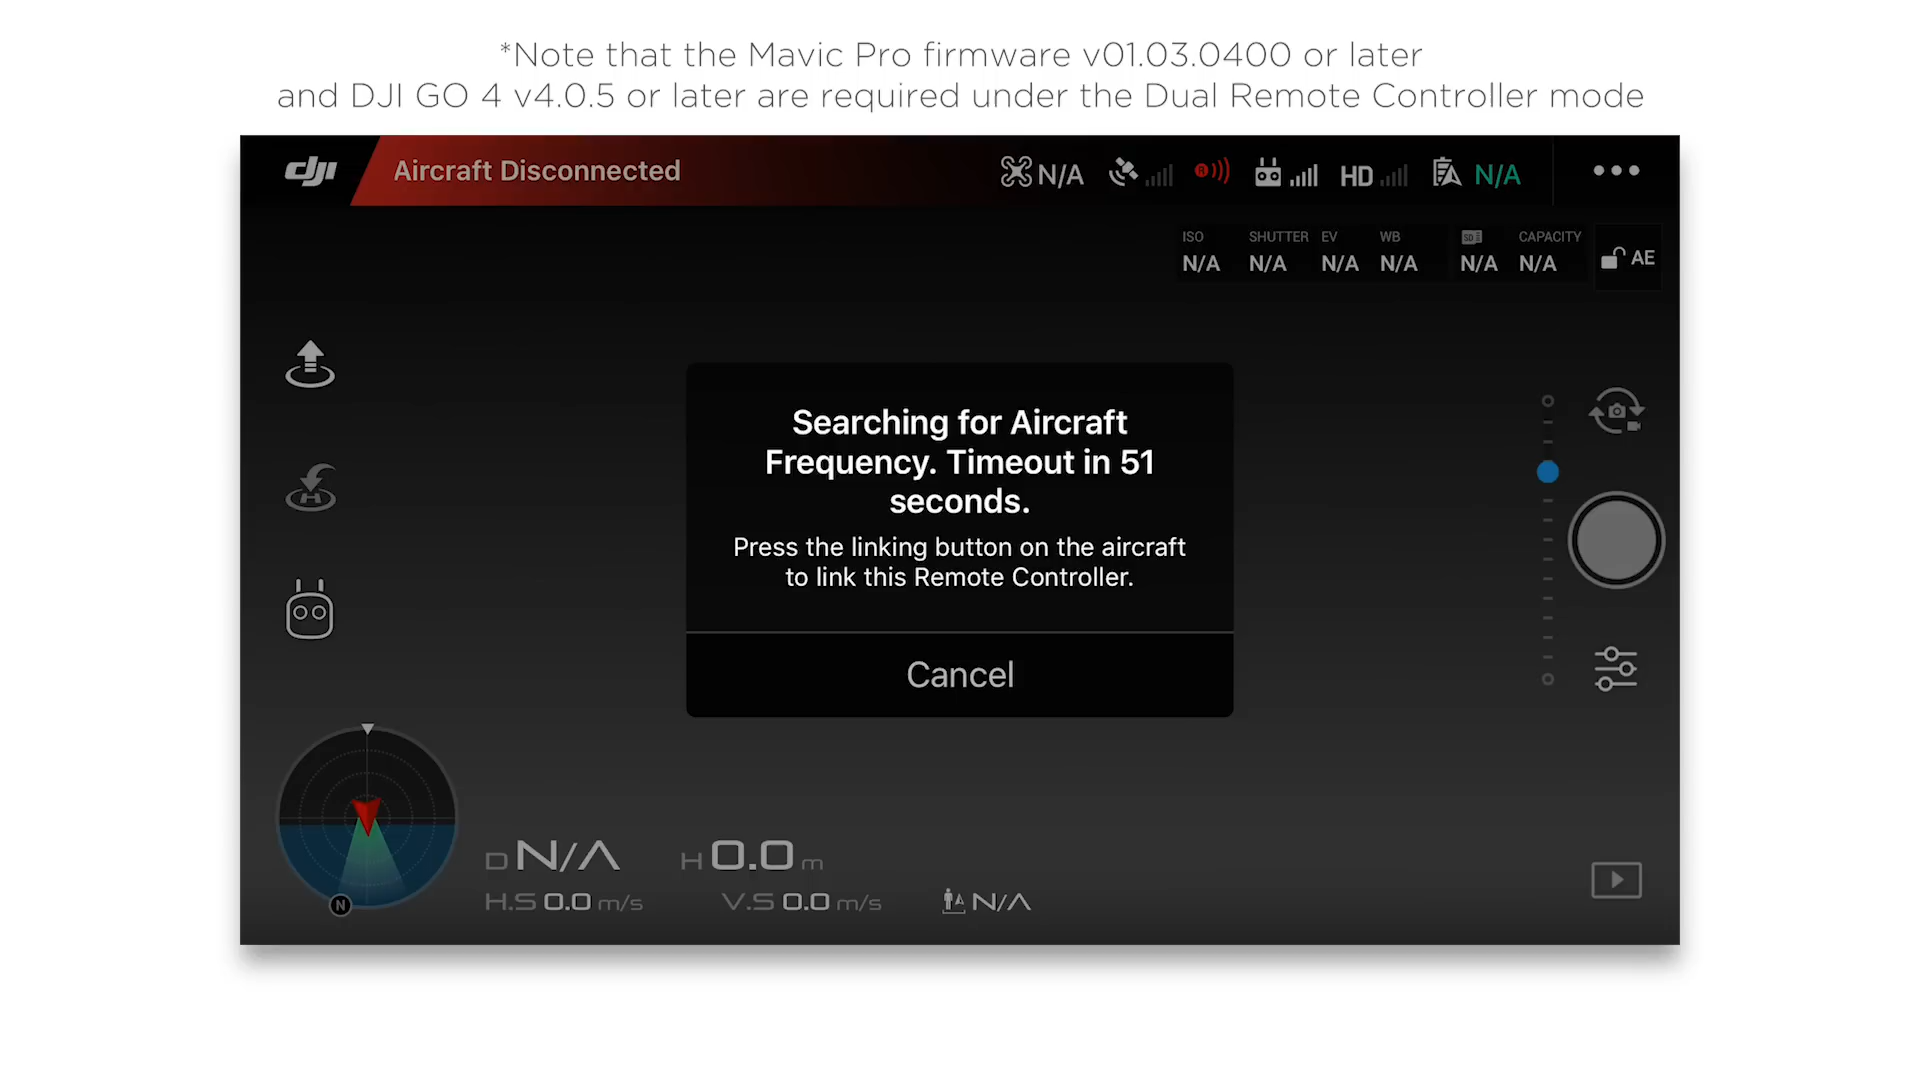 *Note that the Mavic Pro firmware v01.03.0400 or later
and DJI GO 4 v4.0.5 or later are required under the Dual Remote Controller mode
dji Aircraft Disconnected N/A R HD N/A
ISO SHUTTER EV WB SD CAPACITY
N/A N/A N/A N/A N/A N/A AE
Searching for Aircraft
Frequency. Timeout in 51
seconds.
Press the linking button on the aircraft
to link this Remote Controller.
Cancel
H
D N/A H 0.0 m
H.S 0.0 m/s V.S 0.0 m/s N/A
N